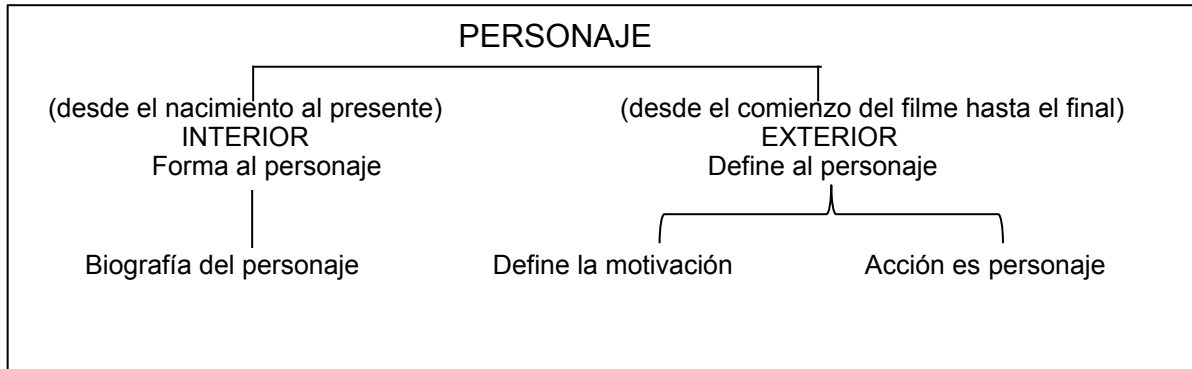 PERSONAJE
(desde el nacimiento al presente)
INTERIOR
Forma al personaje
Biografía del personaje
(desde el comienzo del filme hasta el final)
EXTERIOR
Define al personaje
Define la motivación
Acción es personaje